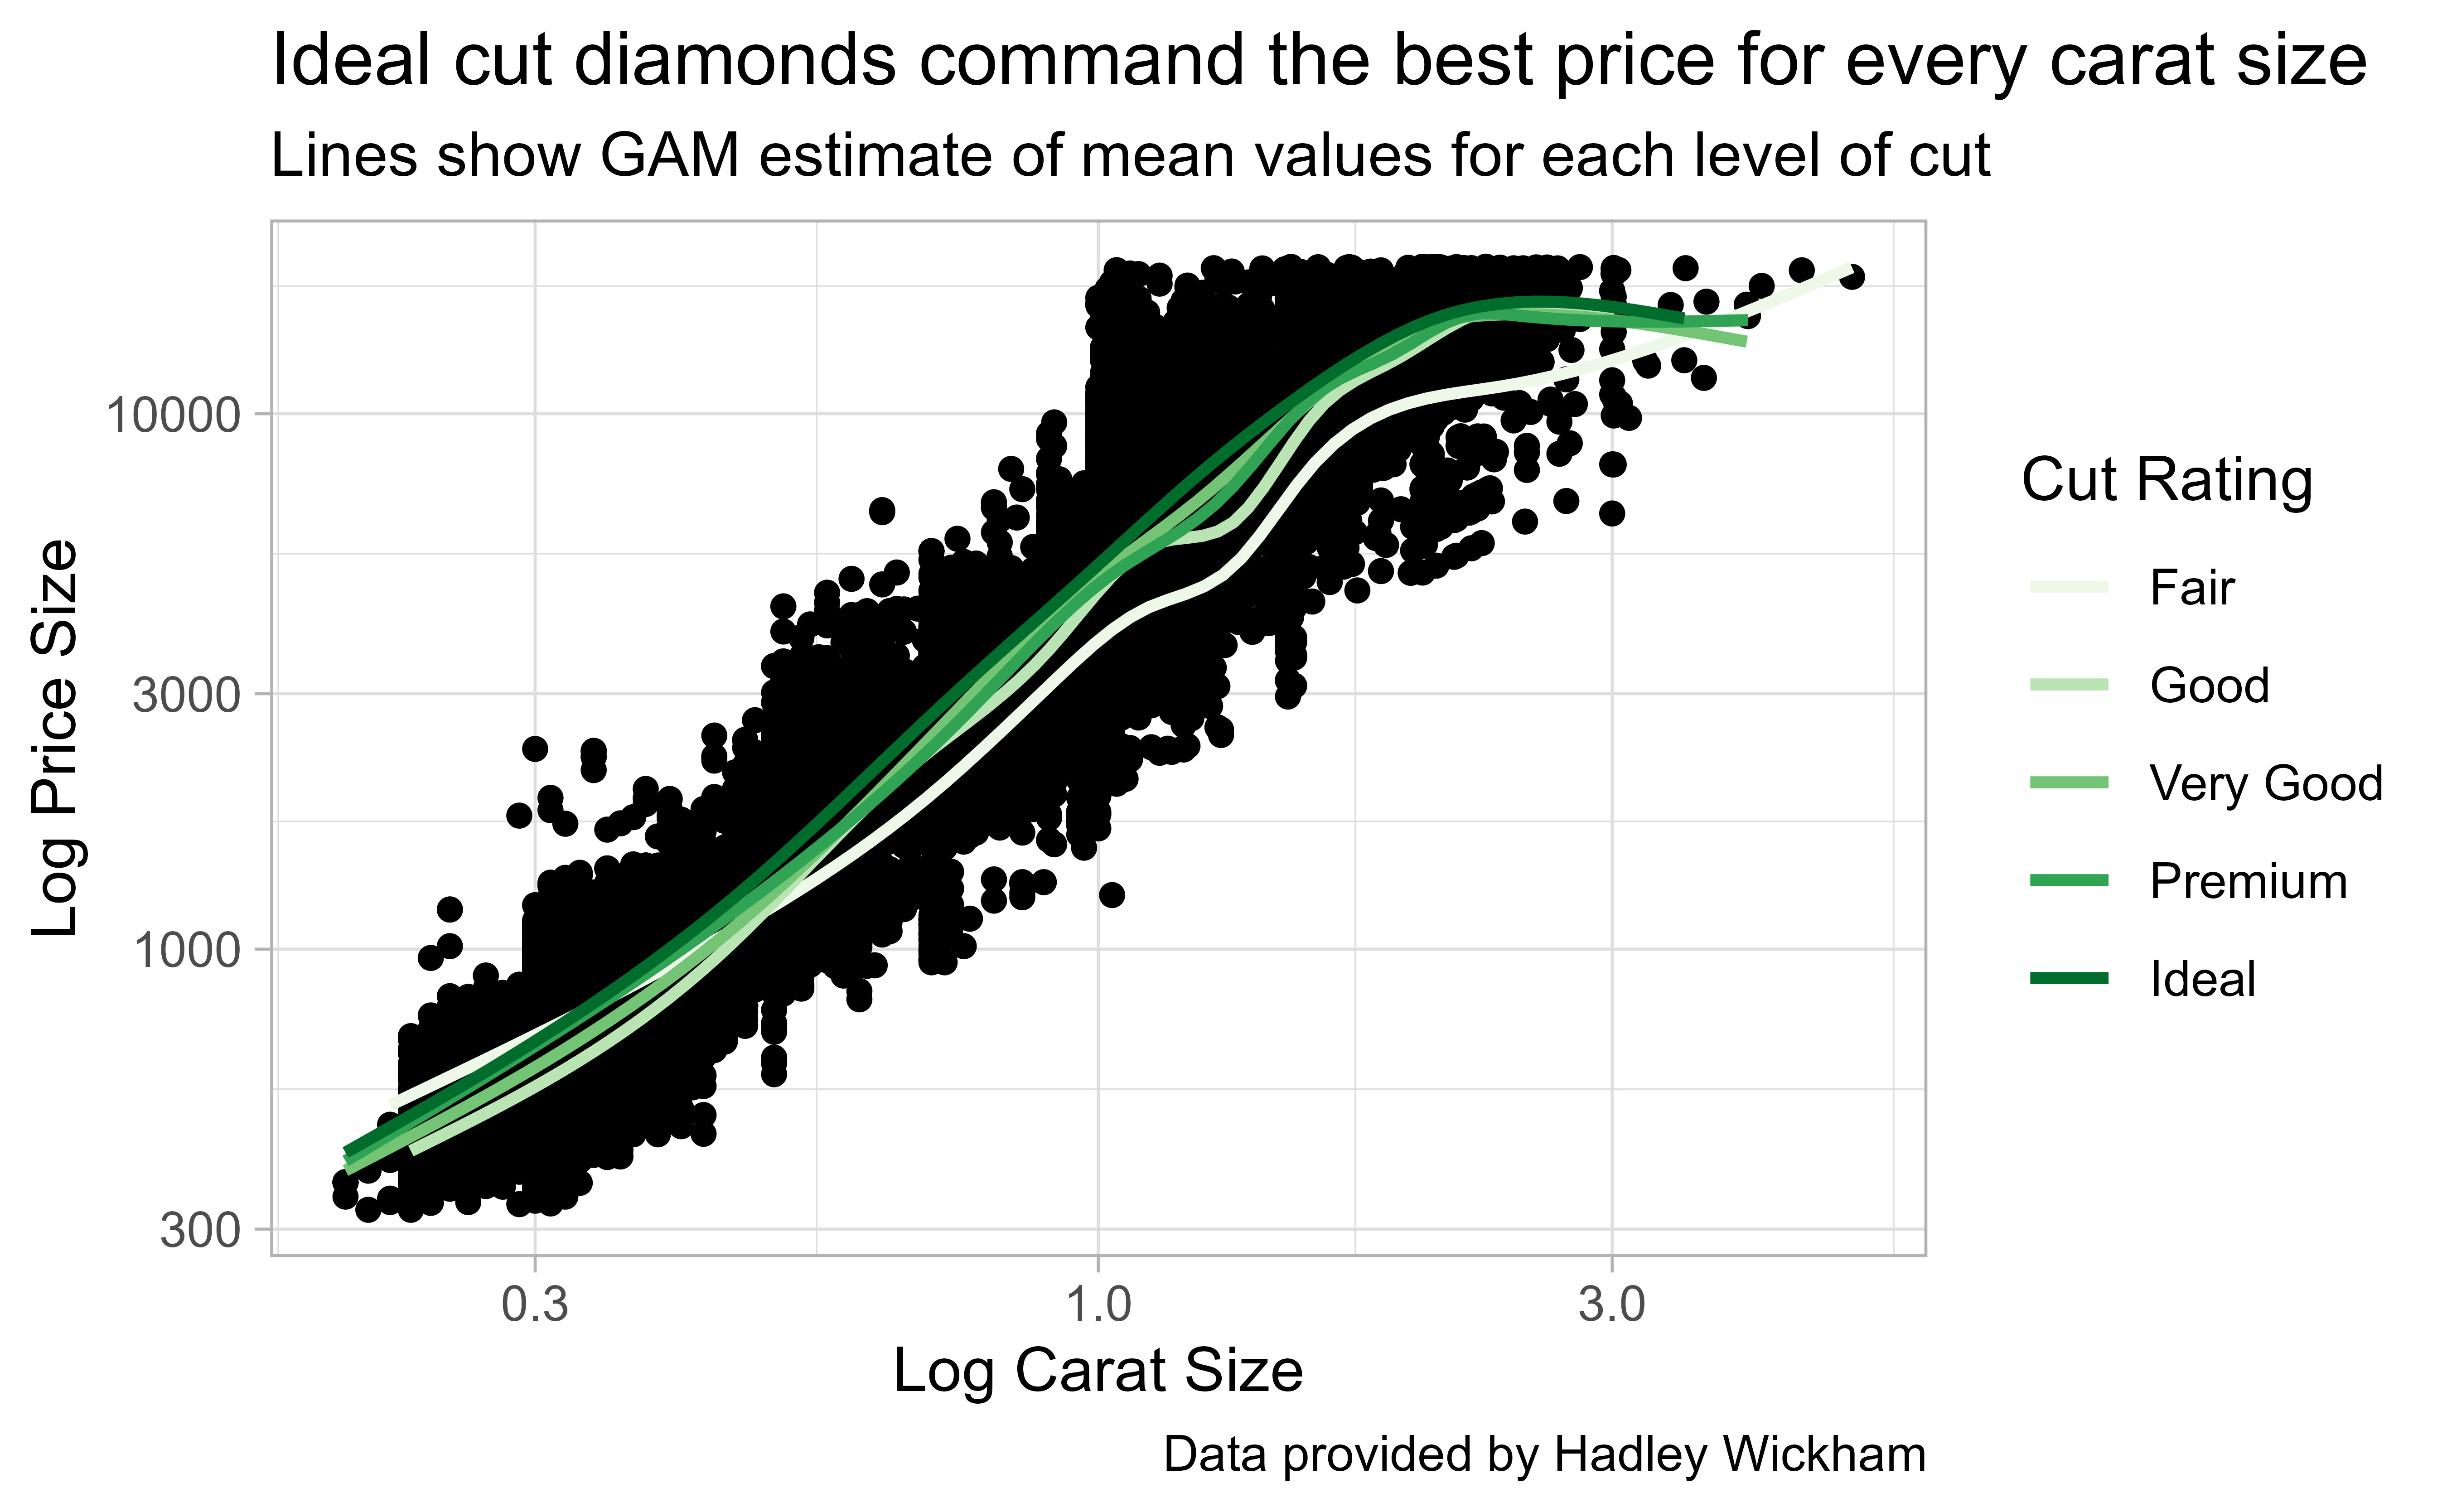 Ideal cut diamonds command the best price for every carat size
Lines show GAM estimate of mean values for each level of cut
Log Price Size
10000
3000
1000
300
0.3
1.0
3.0
Log Carat Size
Cut Rating
Fair
Good
Very Good
Premium
Ideal
Data provided by Hadley Wickham